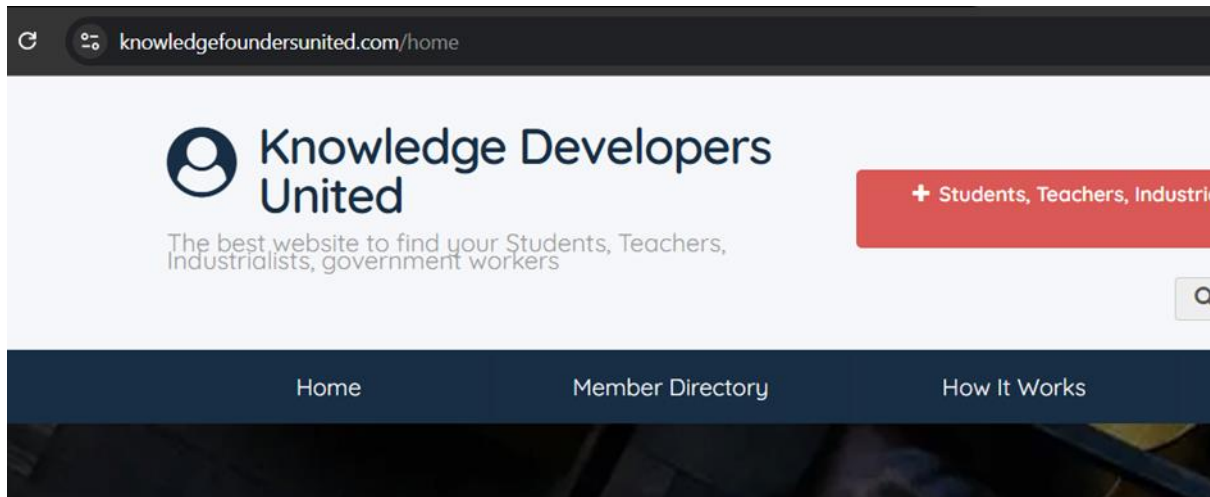 knowledgefoundersunited.com/home
Knowledge Developers
United
The best website to find your Students, Teachers,
Industrialists, government workers
+ Students, Teachers, Industri
Home Member Directory How It Works